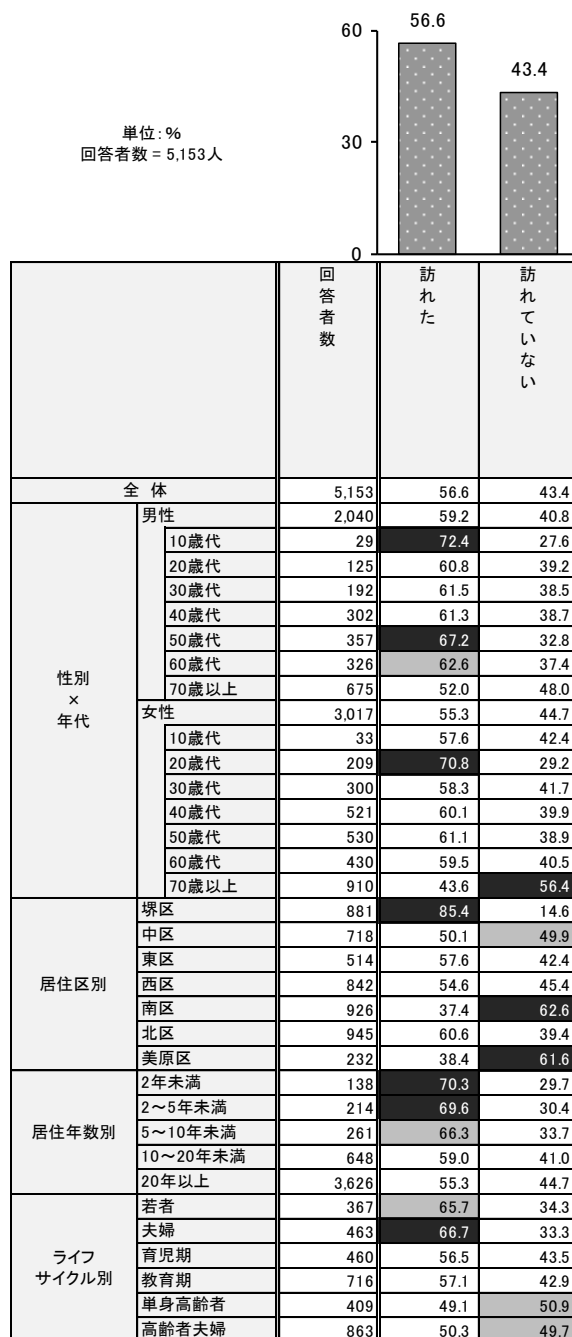 60
56.6
43.4
単位：%
回答者数 = 5,153人
30
0
回答者数 訪れた 訪れていない
全 体 5,153 56.6 43.4
性別×年代
男性 2,040 59.2 40.8
10歳代 29 72.4 27.6
20歳代 125 60.8 39.2
30歳代 192 61.5 38.5
40歳代 302 61.3 38.7
50歳代 357 67.2 32.8
60歳代 326 62.6 37.4
70歳以上 675 52.0 48.0
女性 3,017 55.3 44.7
10歳代 33 57.6 42.4
20歳代 209 70.8 29.2
30歳代 300 58.3 41.7
40歳代 521 60.1 39.9
50歳代 530 61.1 38.9
60歳代 430 59.5 40.5
70歳以上 910 43.6 56.4
居住区別
堺区 881 85.4 14.6
中区 718 50.1 49.9
東区 514 57.6 42.4
西区 842 54.6 45.4
南区 926 37.4 62.6
北区 945 60.6 39.4
美原区 232 38.4 61.6
居住年数別
2年未満 138 70.3 29.7
2～5年未満 214 69.6 30.4
5～10年未満 261 66.3 33.7
10～20年未満 648 59.0 41.0
20年以上 3,626 55.3 44.7
ライフ
サイクル別
若者 367 65.7 34.3
夫婦 463 66.7 33.3
育児期 460 56.5 43.5
教育期 716 57.1 42.9
単身高齢者 409 49.1 50.9
高齢者夫婦 863 50.3 49.7